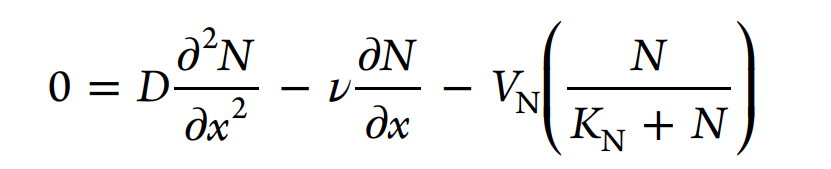 0 = D ∂²N/∂x² − ν ∂N/∂x − V_N (N/(K_N + N))